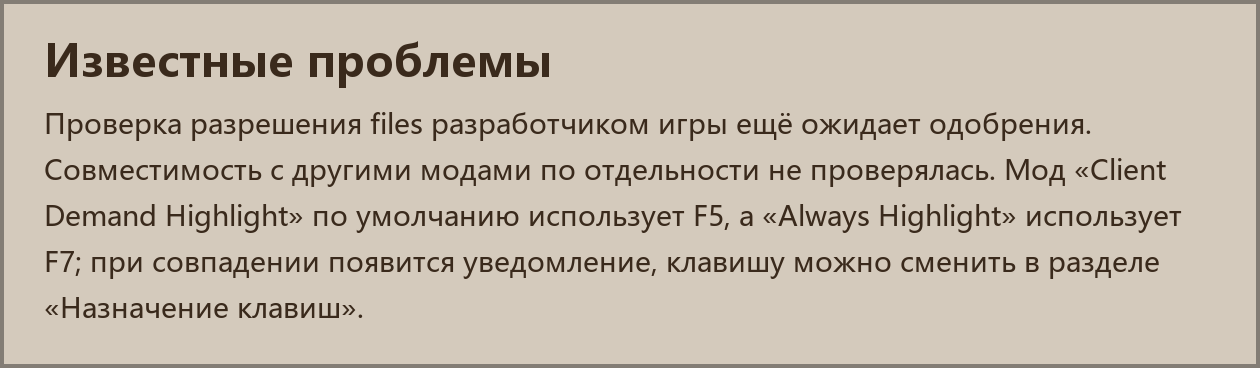 Известные проблемы
Проверка разрешения files разработчиком игры ещё ожидает одобрения.
Совместимость с другими модами по отдельности не проверялась. Мод «Client
Demand Highlight» по умолчанию использует F5, а «Always Highlight» использует
F7; при совпадении появится уведомление, клавишу можно сменить в разделе
«Назначение клавиш».